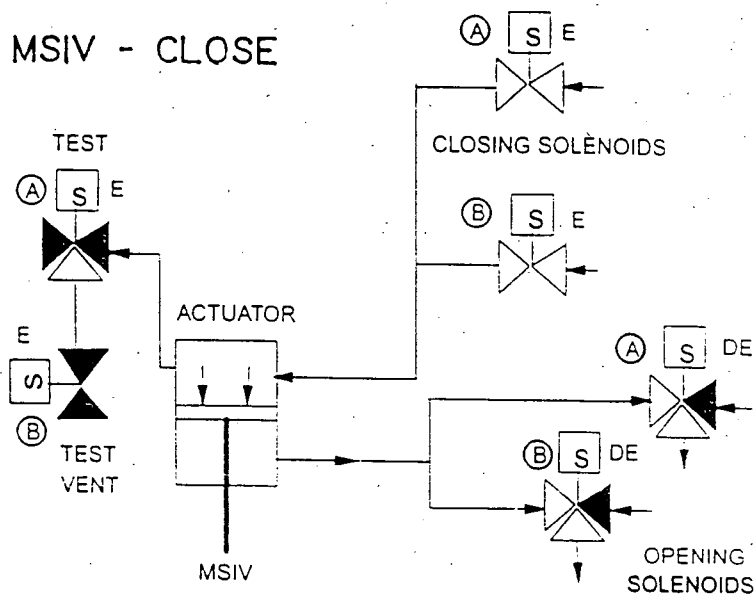 MSIV - CLOSE
A S E
CLOSING SOLENOIDS
B S E
TEST
A S E
ACTUATOR
E
S
B
TEST
VENT
MSIV
A S DE
B S DE
OPENING
SOLENOIDS